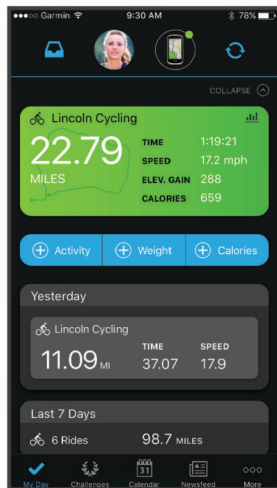 Garmin 9:30 AM 78%
COLLAPSE
Lincoln Cycling
22.79
MILES
TIME 1:19:21
SPEED 17.2 mph
ELEV. GAIN 288
CALORIES 659
Activity Weight Calories
Yesterday
Lincoln Cycling
11.09 MI
TIME SPEED
37.07 17.9
Last 7 Days
6 Rides 98.7 MILES
31
My Day Challenges Calendar Newsfeed More